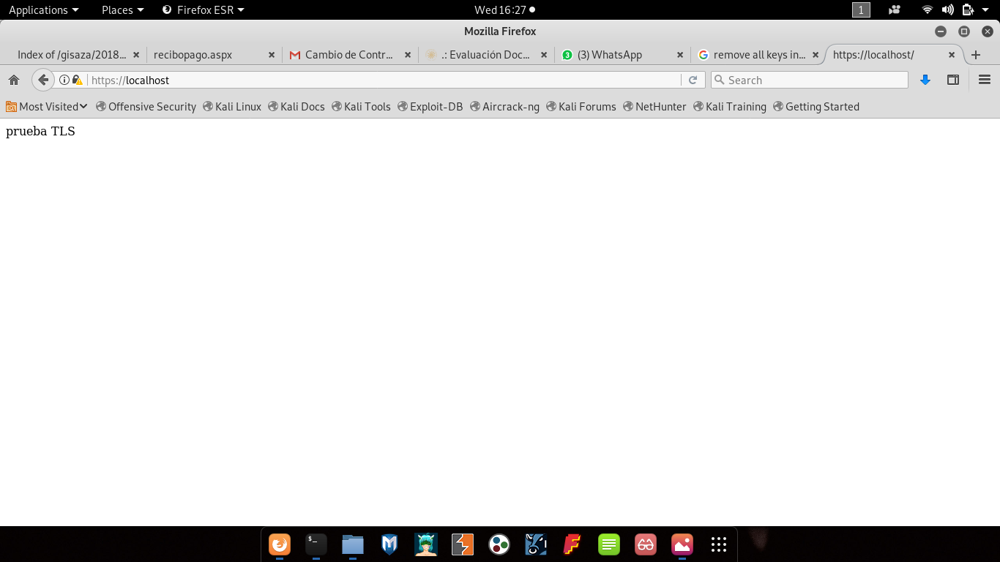 Applications Places Firefox ESR Wed 16:27 1
Mozilla Firefox
Index of /gisaza/2018... recibopago.aspx Cambio de Contr... .: Evaluación Doc... 3 (3) WhatsApp remove all keys in... https://localhost/
https://localhost Search
Most Visited Offensive Security Kali Linux Kali Docs Kali Tools Exploit-DB Aircrack-ng Kali Forums NetHunter Kali Training Getting Started
prueba TLS
$_